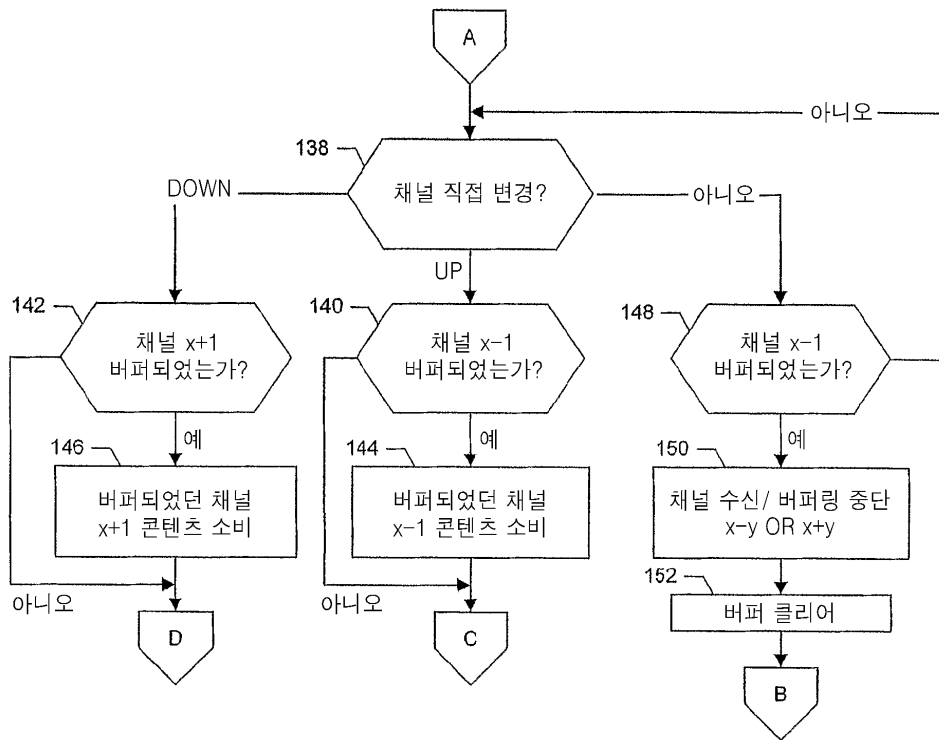 A
아니오
138
채널 직접 변경?
DOWN
아니오
UP
142
채널 x+1
버퍼되었는가?
140
채널 x-1
버퍼되었는가?
148
채널 x-1
버퍼되었는가?
예
예
예
146
버퍼되었던 채널
x+1 콘텐츠 소비
144
버퍼되었던 채널
x-1 콘텐츠 소비
150
채널 수신/ 버퍼링 중단
x-y OR x+y
아니오
아니오
152
버퍼 클리어
D
C
B